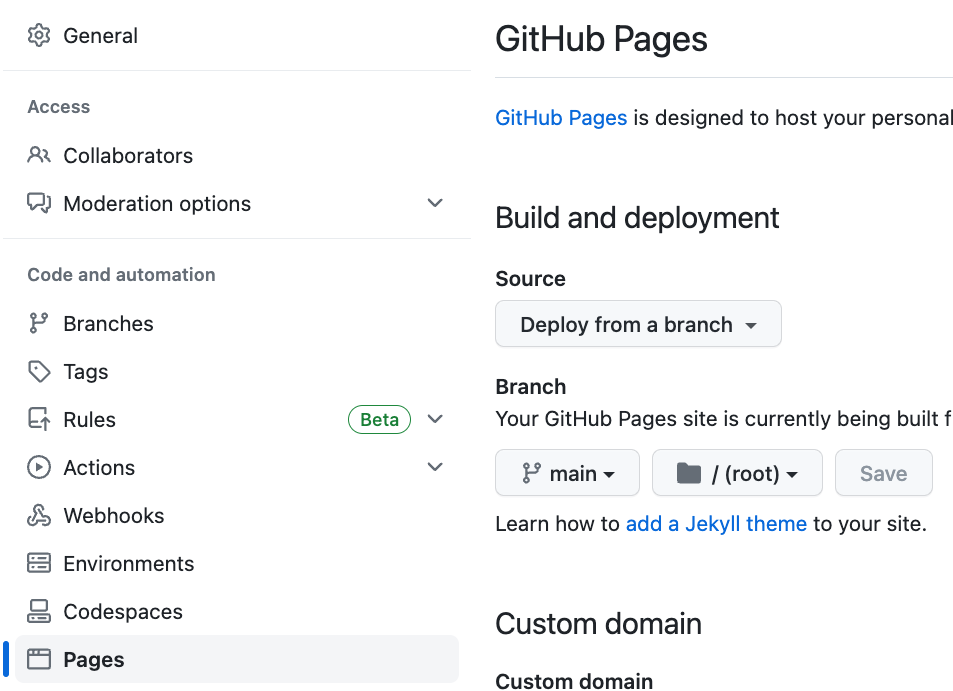 General
Access
Collaborators
Moderation options
Code and automation
Branches
Tags
Rules Beta
Actions
Webhooks
Environments
Codespaces
Pages
GitHub Pages
GitHub Pages is designed to host your personal
Build and deployment
Source
Deploy from a branch
Branch
Your GitHub Pages site is currently being built f
main / (root) Save
Learn how to add a Jekyll theme to your site.
Custom domain
Custom domain